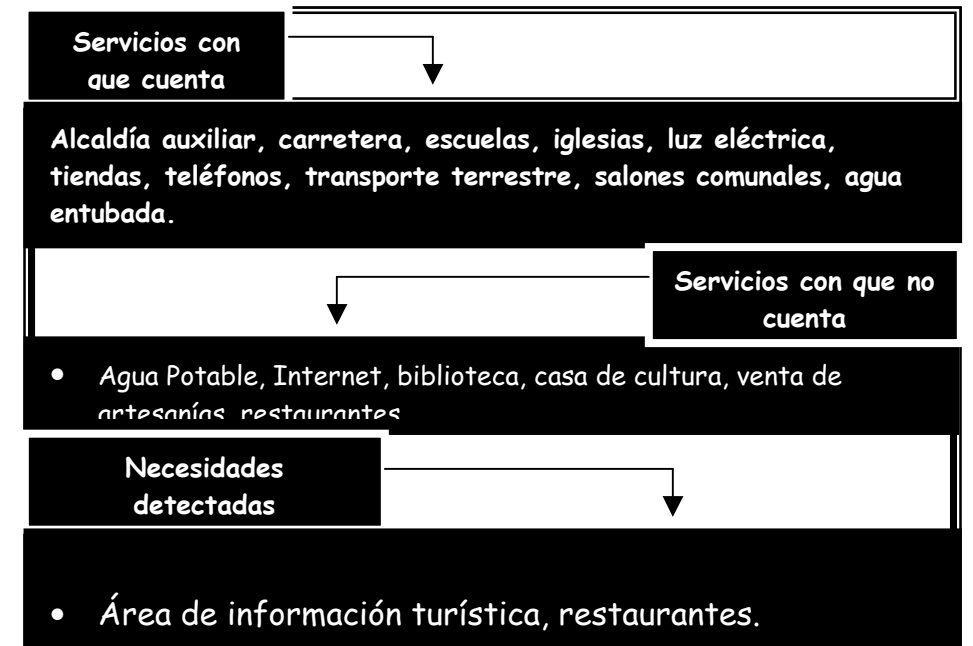 Servicios con
que cuenta
Alcaldía auxiliar, carretera, escuelas, iglesias, luz eléctrica,
tiendas, teléfonos, transporte terrestre, salones comunales, agua
entubada.
Servicios con que no
cuenta
• Agua Potable, Internet, biblioteca, casa de cultura, venta de
artesanías, restaurantes
Necesidades
detectadas
• Área de información turística, restaurantes.